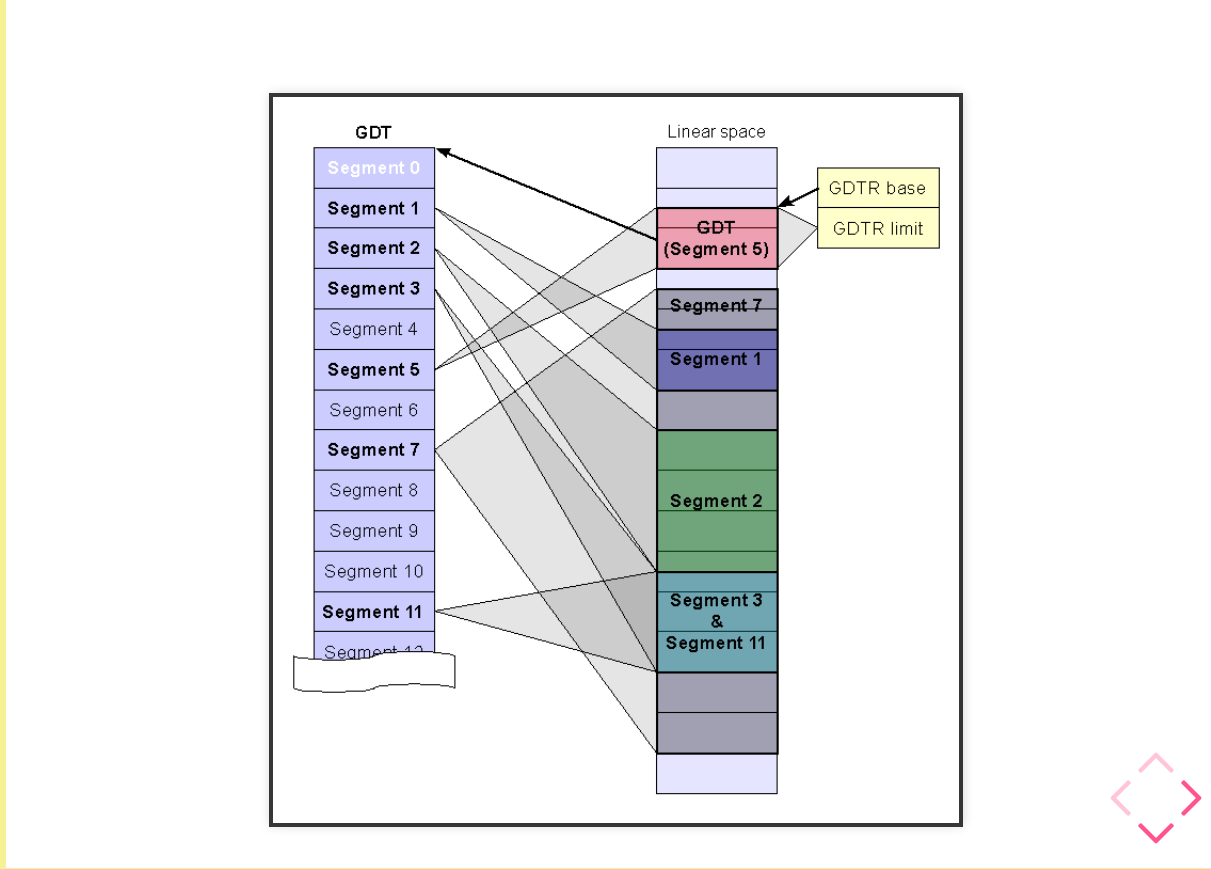 GDT
Segment 0
Segment 1
Segment 2
Segment 3
Segment 4
Segment 5
Segment 6
Segment 7
Segment 8
Segment 9
Segment 10
Segment 11
Segment 12
Linear space
GDT
(Segment 5)
Segment 7
Segment 1
Segment 2
Segment 3
&
Segment 11
GDTR base
GDTR limit